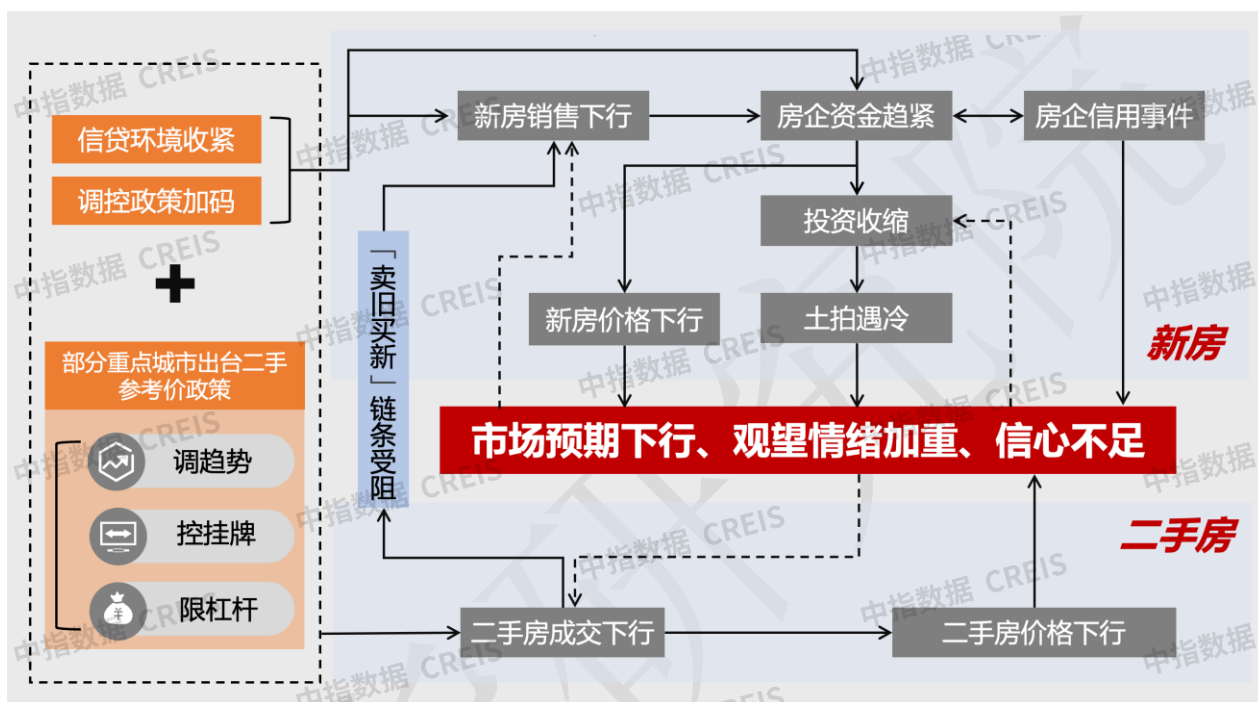 信贷环境收紧
调控政策加码
部分重点城市出台二手
参考价政策
调趋势
控挂牌
限杠杆
「卖旧买新」链条受阻
新房销售下行
房企资金趋紧
房企信用事件
投资收缩
新房价格下行
土拍遇冷
新房
市场预期下行、观望情绪加重、信心不足
二手房
二手房成交下行
二手房价格下行
中指数据 CREIS